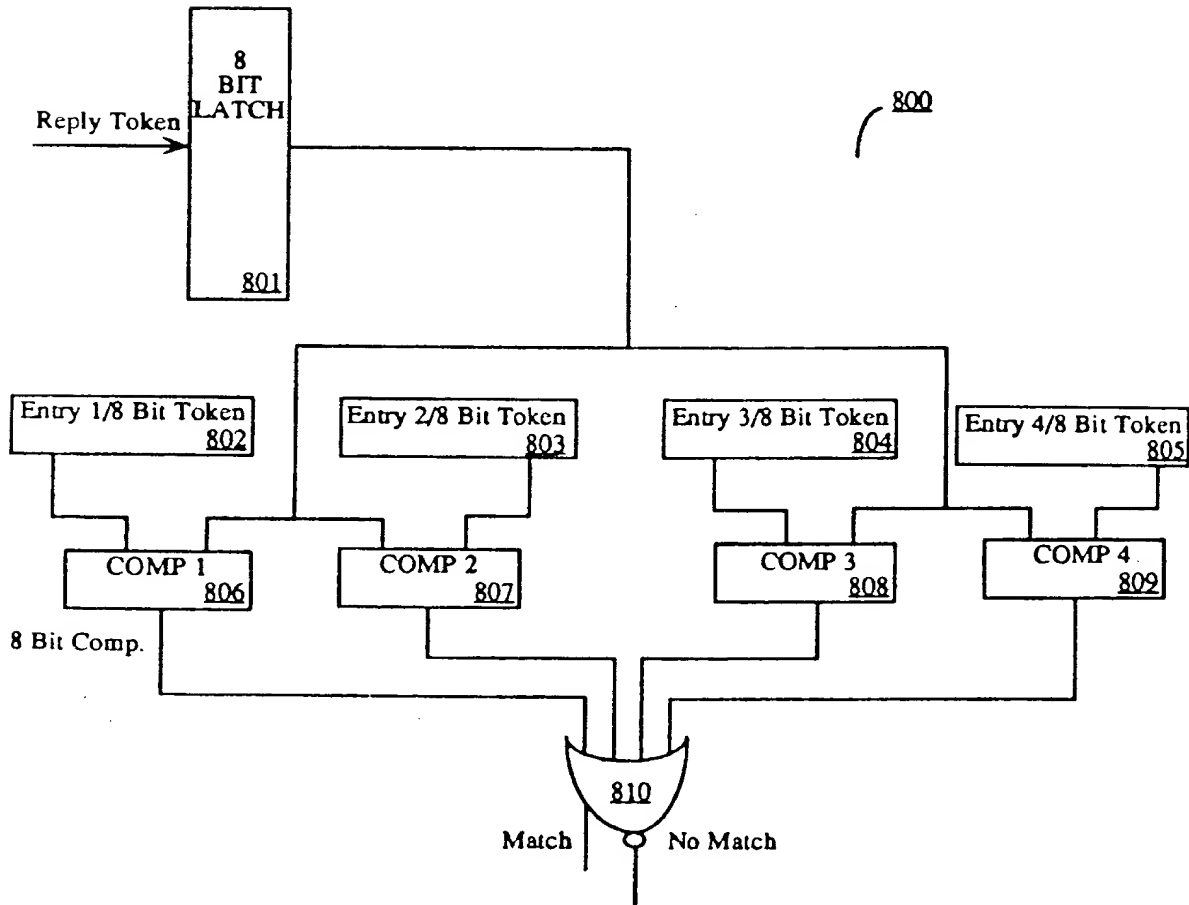 8
BIT
LATCH
Reply Token
801
800
Entry 1/8 Bit Token
802
Entry 2/8 Bit Token
803
Entry 3/8 Bit Token
804
Entry 4/8 Bit Token
805
COMP 1
806
COMP 2
807
COMP 3
808
COMP 4
809
8 Bit Comp.
810
Match
No Match